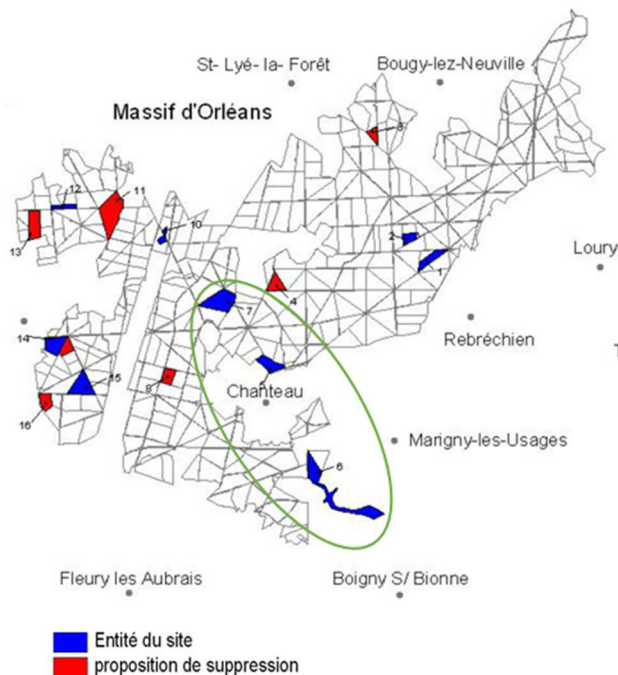 St- Lyé- la- Forêt Bougy-lez-Neuville
Massif d'Orléans
3
11
12
10
13
2
1
Loury
4
7
Rebréchien
14
15
8
5
Chanteau
16
Marigny-les-Usages
6
Fleury les Aubrais Boigny S/ Bionne
Entité du site
proposition de suppression